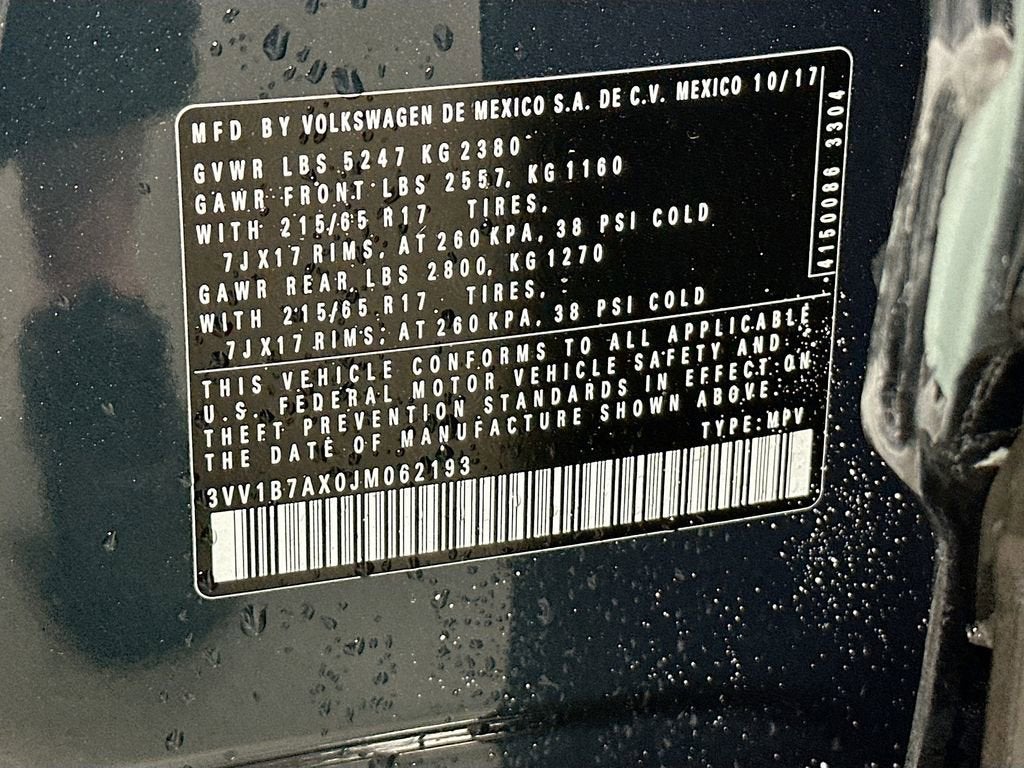 MFD BY VOLKSWAGEN DE MEXICO S.A. DE C.V. MEXICO 10/17
GVWR LBS 5247 KG 2380
GAWR FRONT LBS 2557, KG 1160
WITH 215/65 R17 TIRES,
7JX17 RIMS, AT 260 KPA, 38 PSI COLD
GAWR REAR LBS 2800, KG 1270
WITH 215/65 R17 TIRES,
7JX17 RIMS, AT 260 KPA, 38 PSI COLD
THIS VEHICLE CONFORMS TO ALL APPLICABLE
U.S. FEDERAL MOTOR VEHICLE SAFETY AND
THEFT PREVENTION STANDARDS IN EFFECT ON
THE DATE OF MANUFACTURE SHOWN ABOVE.
TYPE: MPV
3VV1B7AX0JM062193
4150086 3304